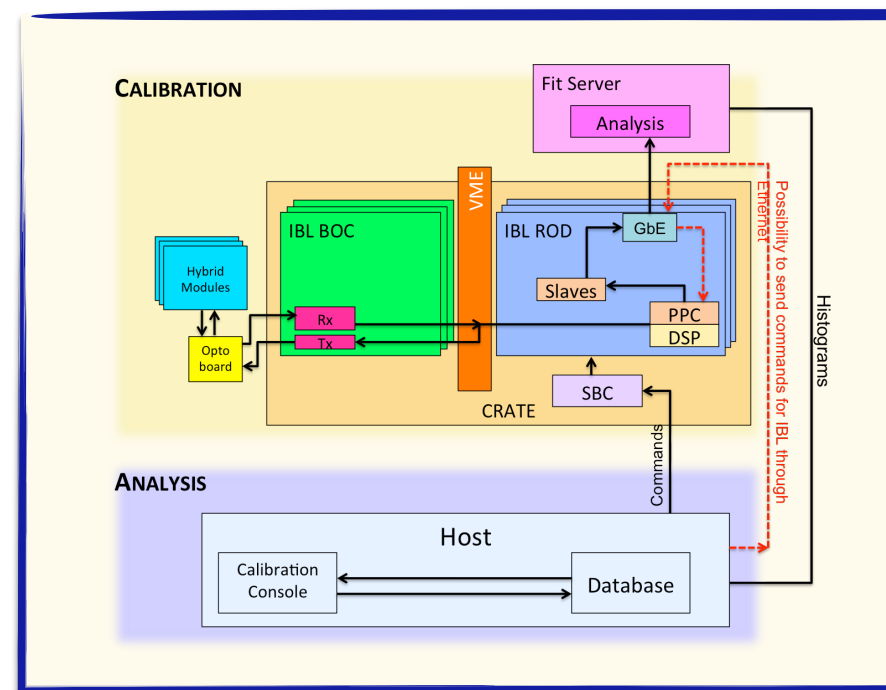 CALIBRATION
Fit Server
Analysis
VME
IBL BOC
IBL ROD
GbE
Hybrid
Modules
Slaves
Rx
PPC
Tx
DSP
Opto
board
SBC
CRATE
Commands
Histograms
Possibility to send commands for IBL through
Ethernet
ANALYSIS
Host
Calibration
Console
Database